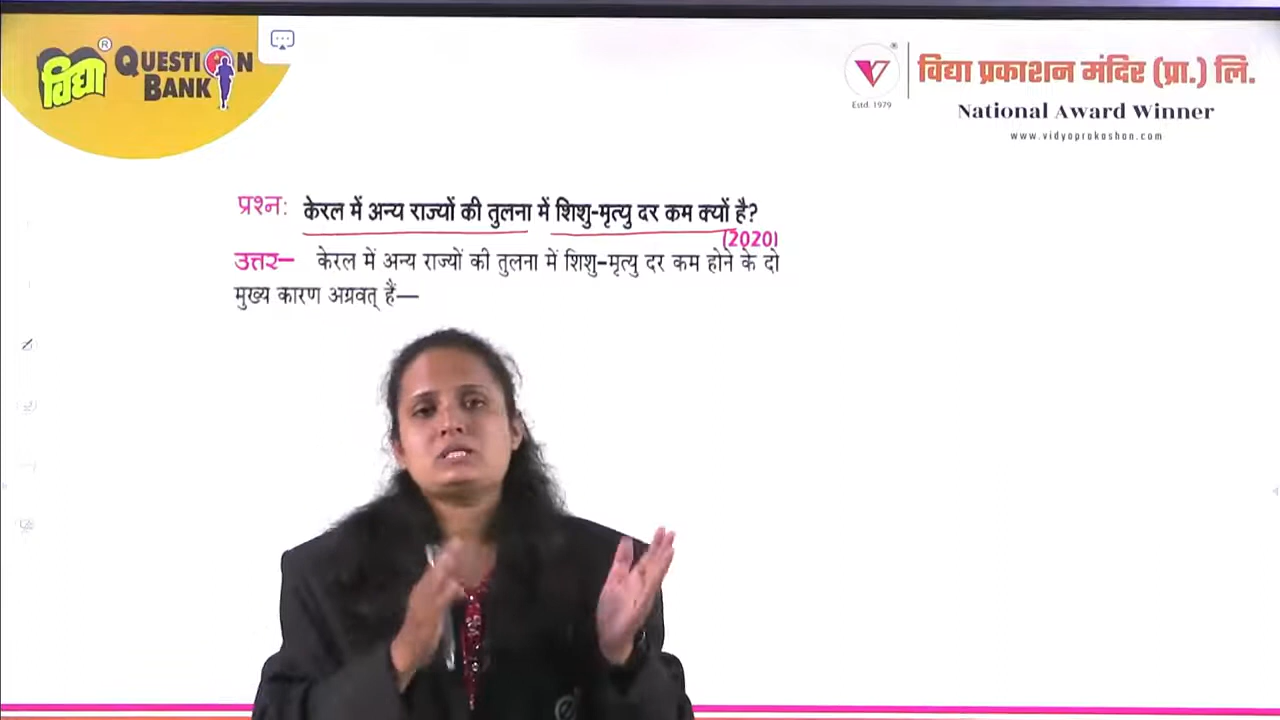 विद्या
®
QUESTION
BANK
®
Estd. 1979
विद्या प्रकाशन मंदिर (प्रा.) लि.
National Award Winner
www.vidyaprakashan.com
प्रश्न: केरल में अन्य राज्यों की तुलना में शिशु-मृत्यु दर कम क्यों है?
(2020)
उत्तर– केरल में अन्य राज्यों की तुलना में शिशु-मृत्यु दर कम होने के दो
मुख्य कारण अग्रवत् हैं—